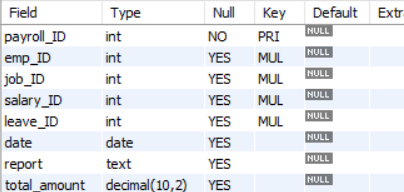 Field Type Null Key Default Extra
payroll_ID int NO PRI NULL
emp_ID int YES MUL NULL
job_ID int YES MUL NULL
salary_ID int YES MUL NULL
leave_ID int YES MUL NULL
date date YES NULL
report text YES NULL
total_amount decimal(10,2) YES NULL